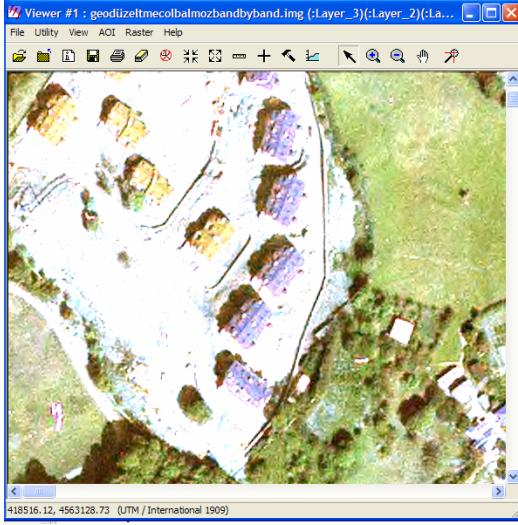 Viewer #1 : geodüzeltmecolbalmozbandbyband.img (:Layer_3)(:Layer_2)(:La...
File Utility View AOI Raster Help
418516.12, 4563128.73 (UTM / International 1909)